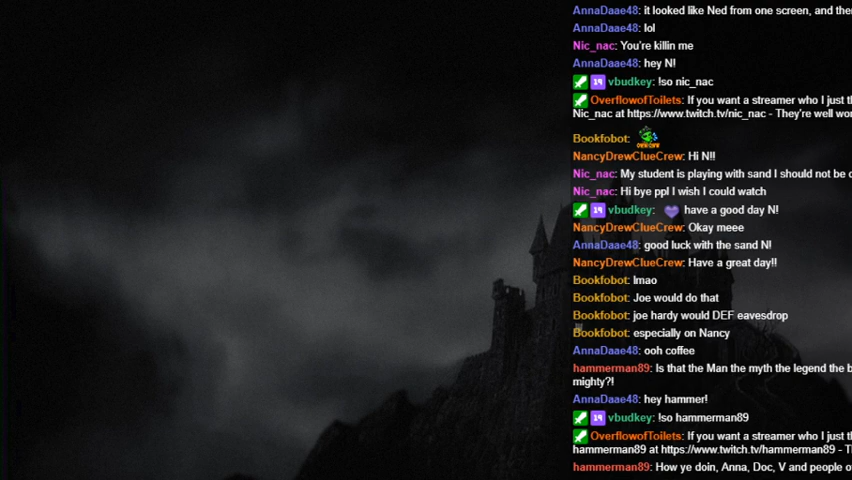 AnnaDaae48: it looked like Ned from one screen, and the
AnnaDaae48: lol
Nic_nac: You're killin me
AnnaDaae48: hey N!
19 vbudkey: !so nic_nac
OverflowofToilets: If you want a streamer who I just
Nic_nac at https://www.twitch.tv/nic_nac - They're well
Bookfobot:
NancyDrewClueCrew: Hi N!!
Nic_nac: My student is playing with sand I should not be
Nic_nac: Hi bye ppl I wish I could watch
19 vbudkey: have a good day N!
NancyDrewClueCrew: Okay meee
AnnaDaae48: good luck with the sand N!
NancyDrewClueCrew: Have a great day!!
Bookfobot: lmao
Bookfobot: Joe would do that
Bookfobot: joe hardy would DEF eavesdrop
Bookfobot: especially on Nancy
AnnaDaae48: ooh coffee
hammerman89: Is that the Man the myth the legend the
mighty?!
AnnaDaae48: hey hammer!
19 vbudkey: !so hammerman89
OverflowofToilets: If you want a streamer who I just
hammerman89 at https://www.twitch.tv/hammerman89 -
hammerman89: How ye doin, Anna, Doc, V and people